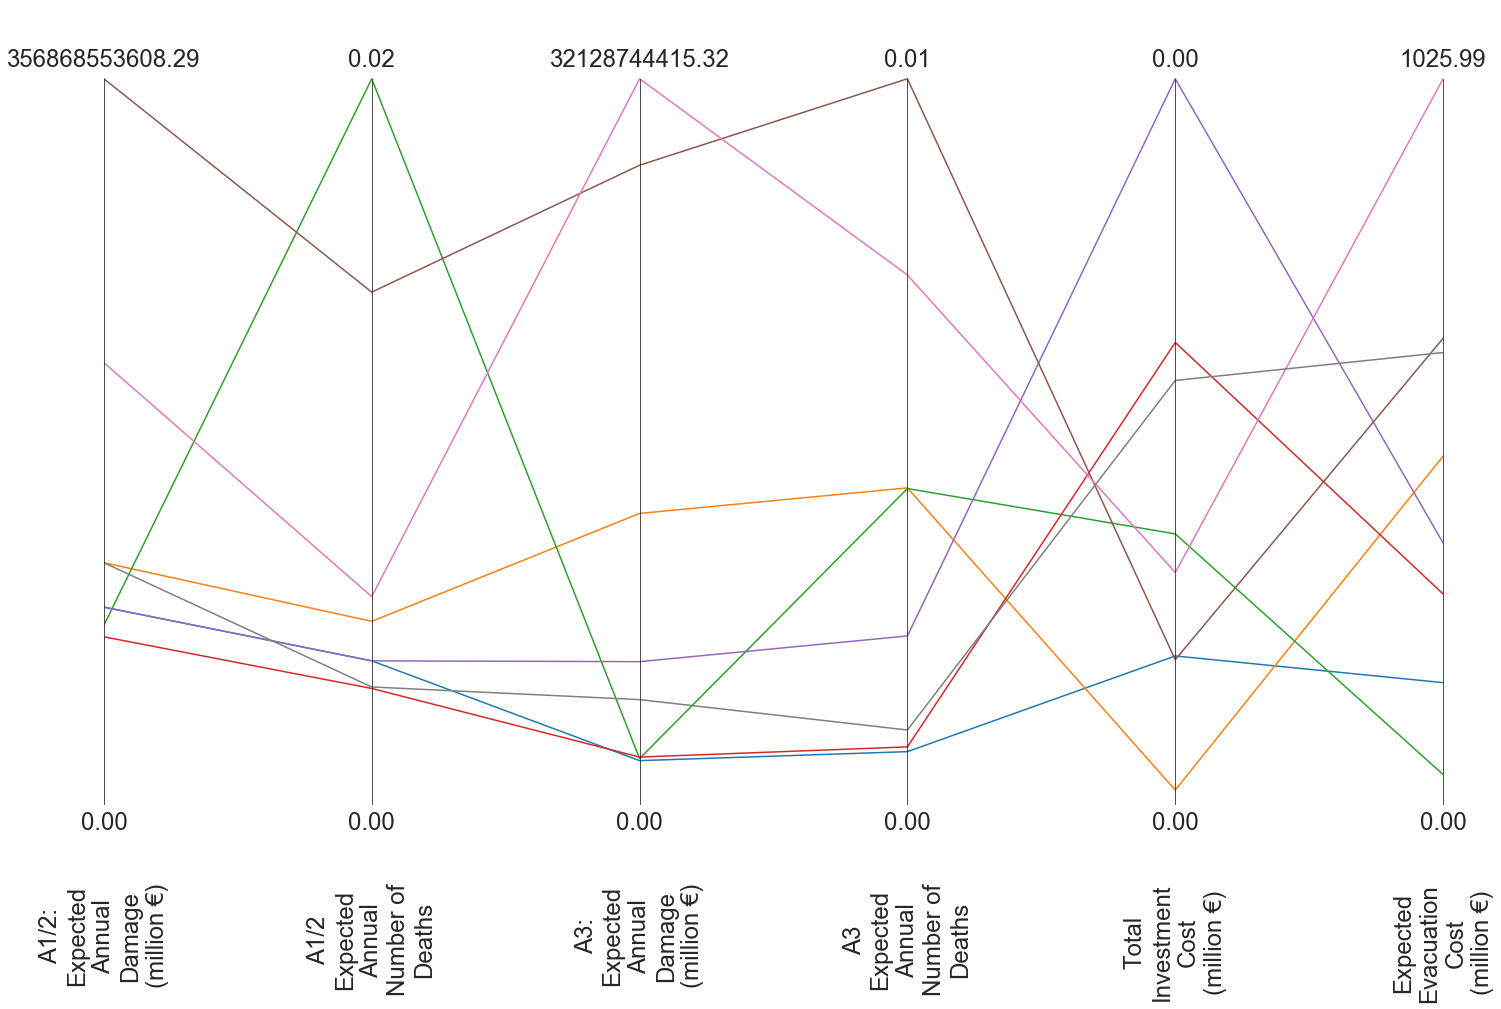 356868553608.29
0.02
32128744415.32
0.01
0.00
1025.99
0.00
0.00
0.00
0.00
0.00
0.00
A1/2:
Expected
Annual
Damage
(million €)
A1/2
Expected
Annual
Number of
Deaths
A3:
Expected
Annual
Damage
(million €)
A3
Expected
Annual
Number of
Deaths
Total
Investment
Cost
(million €)
Expected
Evacuation
Cost
(million €)